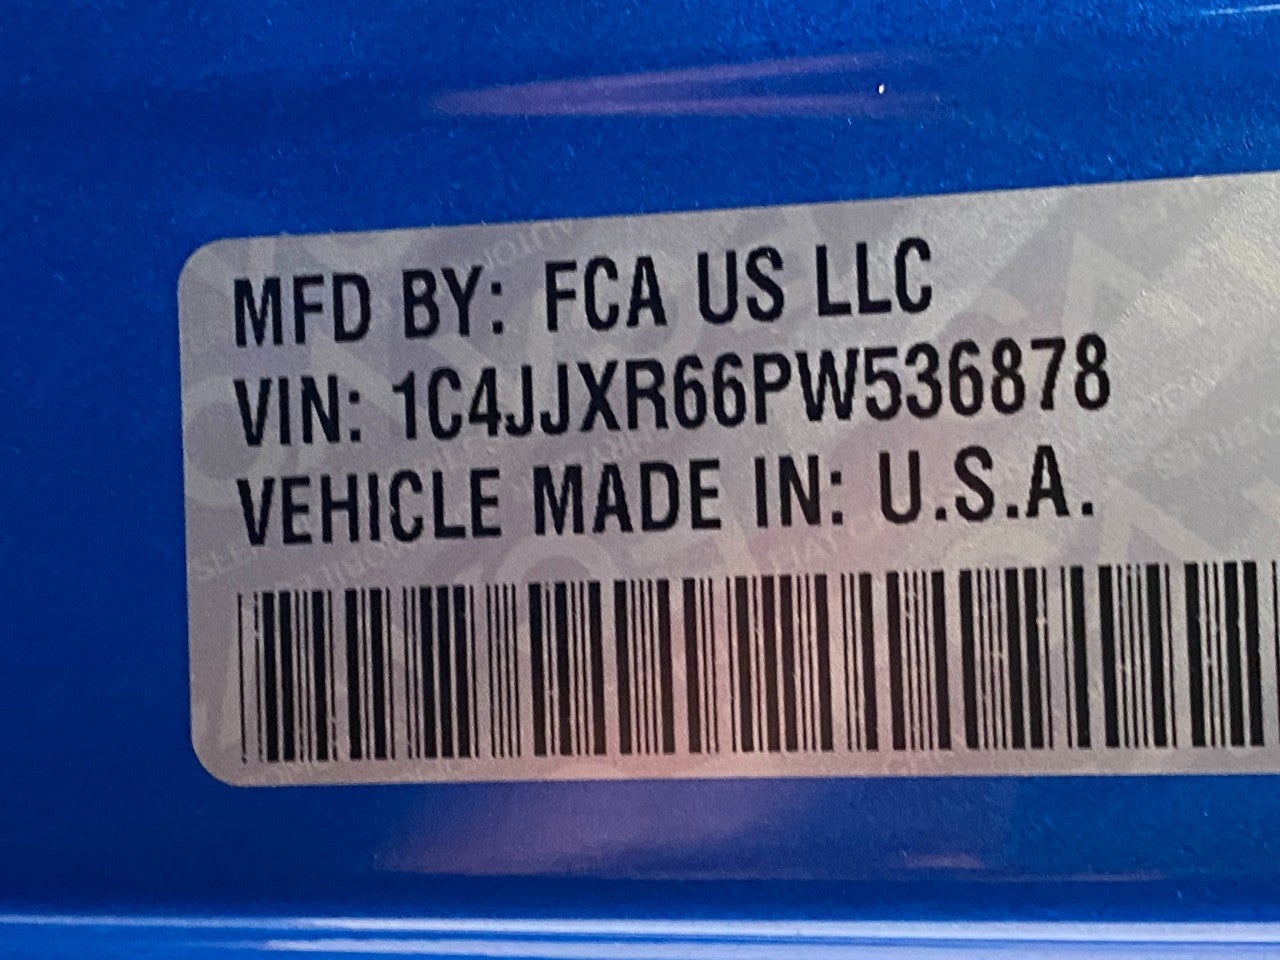 MFD BY: FCA US LLC
VIN: 1C4JJXR66PW536878
VEHICLE MADE IN: U.S.A.